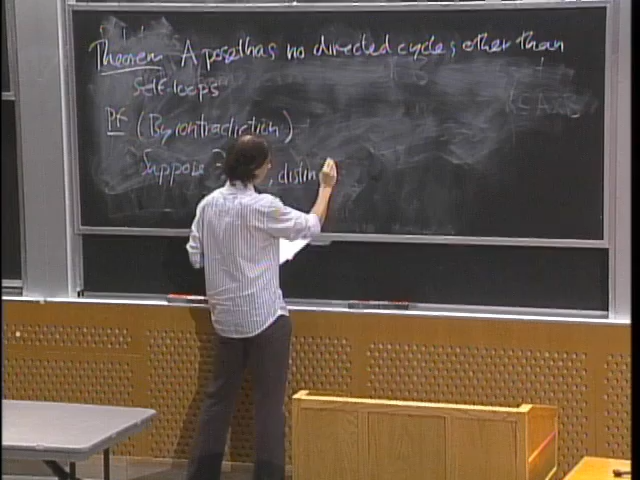 Theorem A poset has no directed cycles other than
self loops
Pf (By contradiction)
Suppose , distin